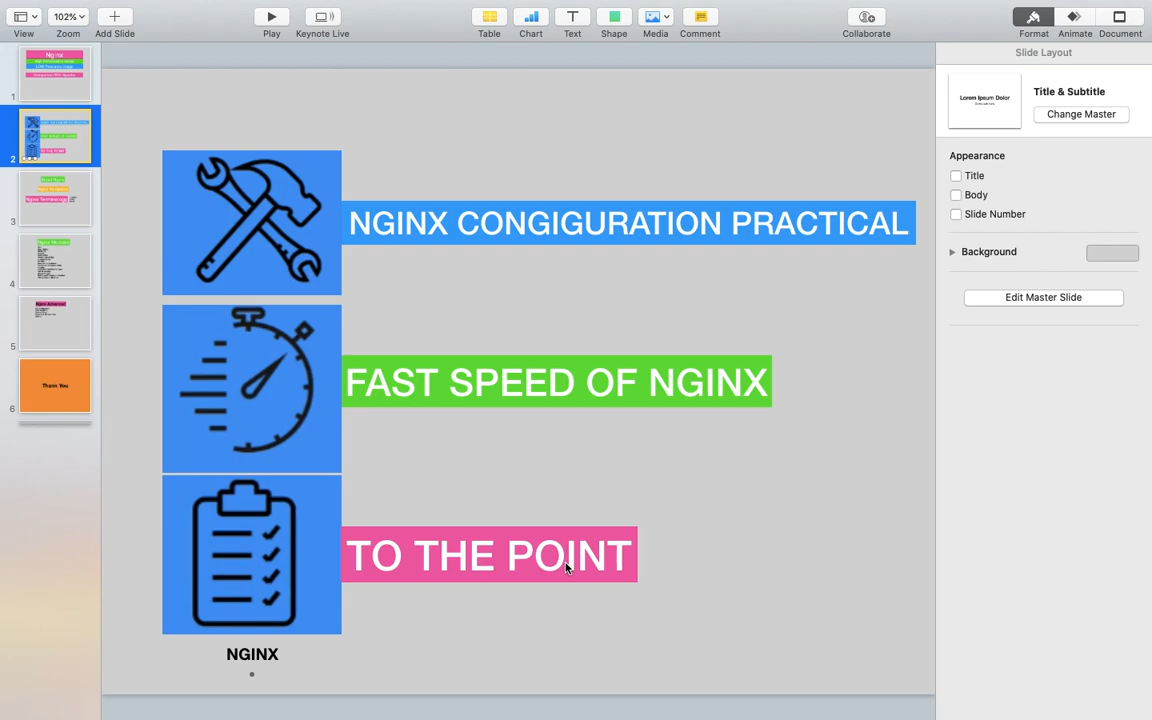 102%
View
Zoom
Add Slide
Play
Keynote Live
Table
Chart
Text
Shape
Media
Comment
Collaborate
Format
Animate
Document
Slide Layout
Lorem Ipsum Dolor
Title & Subtitle
Change Master
Appearance
Title
Body
Slide Number
Background
Edit Master Slide
Nginx
1
2
3
4
5
Thank You
6
NGINX CONGIGURATION PRACTICAL
FAST SPEED OF NGINX
TO THE POINT
NGINX